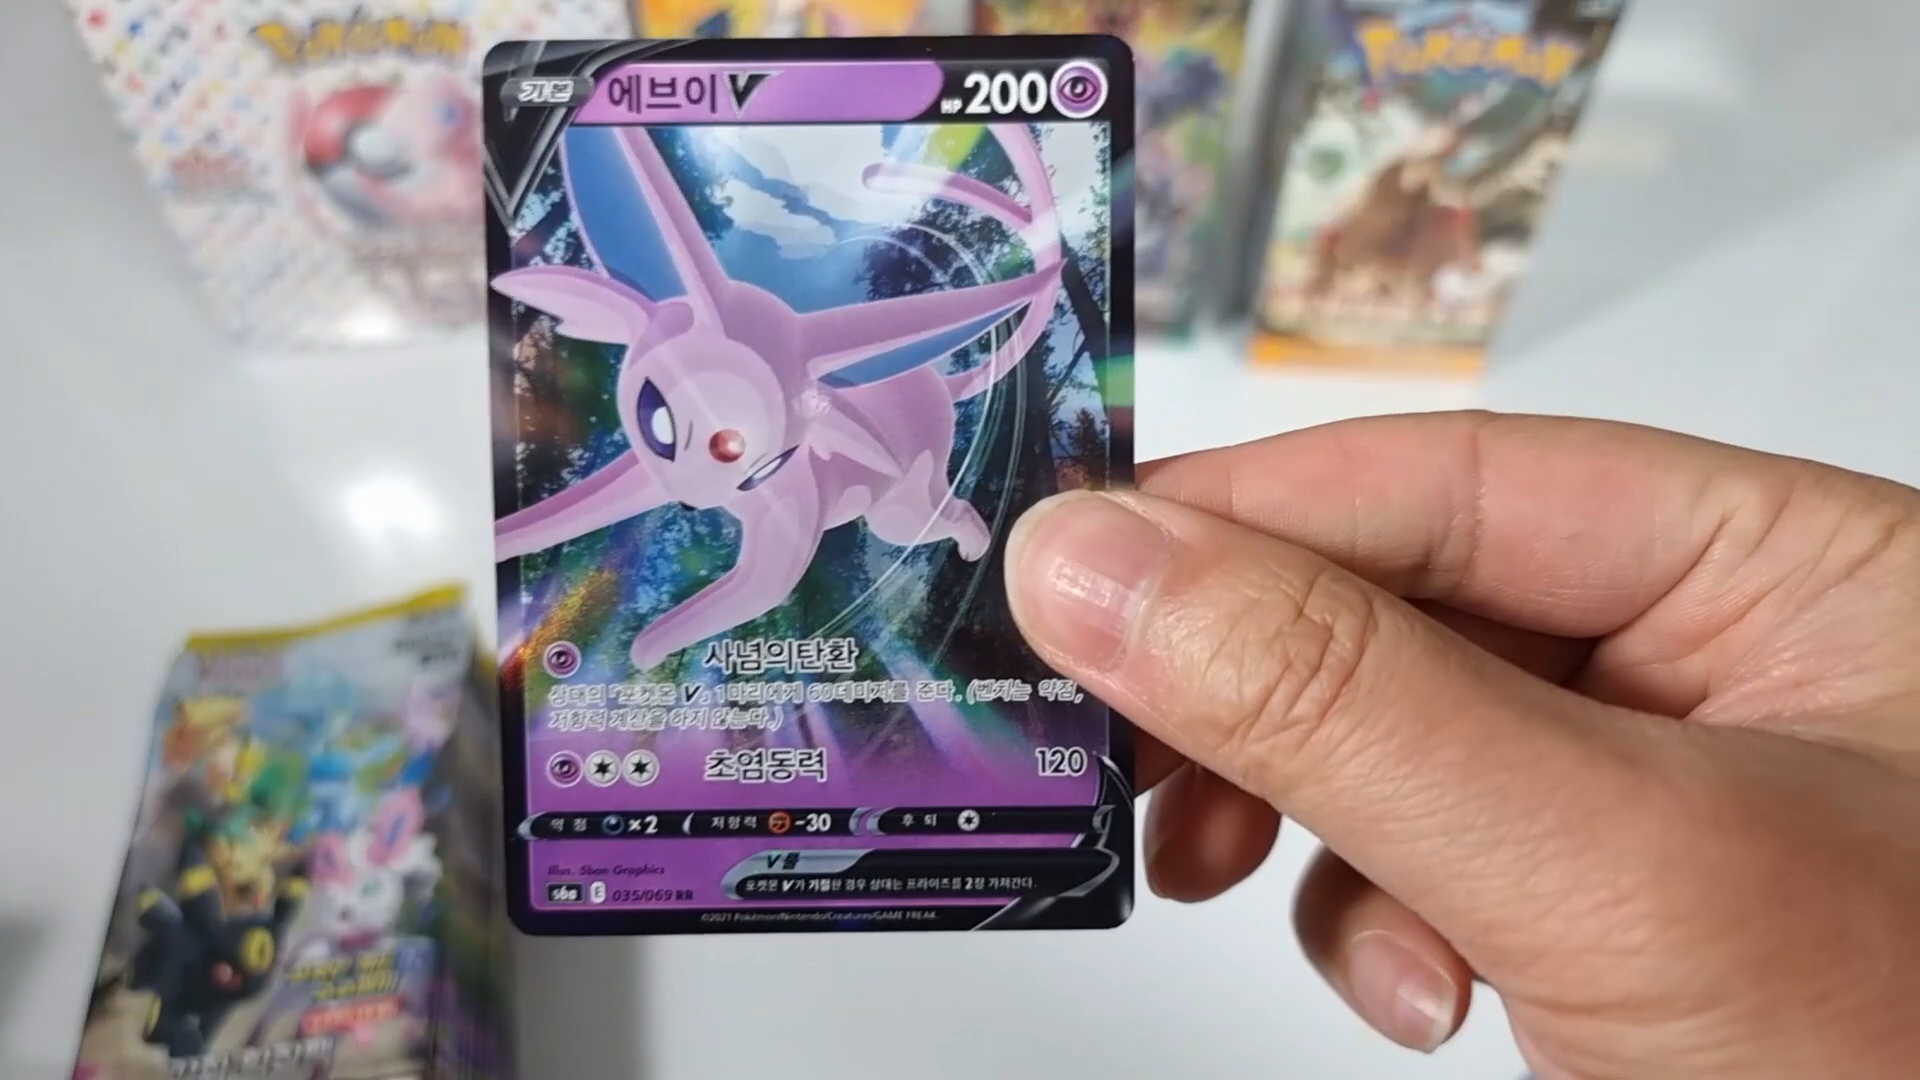 Pokémon
Pokémon
기본
에브이 V
HP 200
사념의탄환
상대의 「포켓몬 V」 1마리에게 60데미지를 준다. (벤치는 약점,
저항력 계산을 하지 않는다.)
초염동력 120
약점 ×2 저항력 -30 후퇴
V룰
포켓몬 V가 기절한 경우 상대는 프라이즈를 2장 가져간다.
Illus. 5ban Graphics
s6a E 035/069 RR
©2021 Pokémon/Nintendo/Creatures/GAME FREAK.